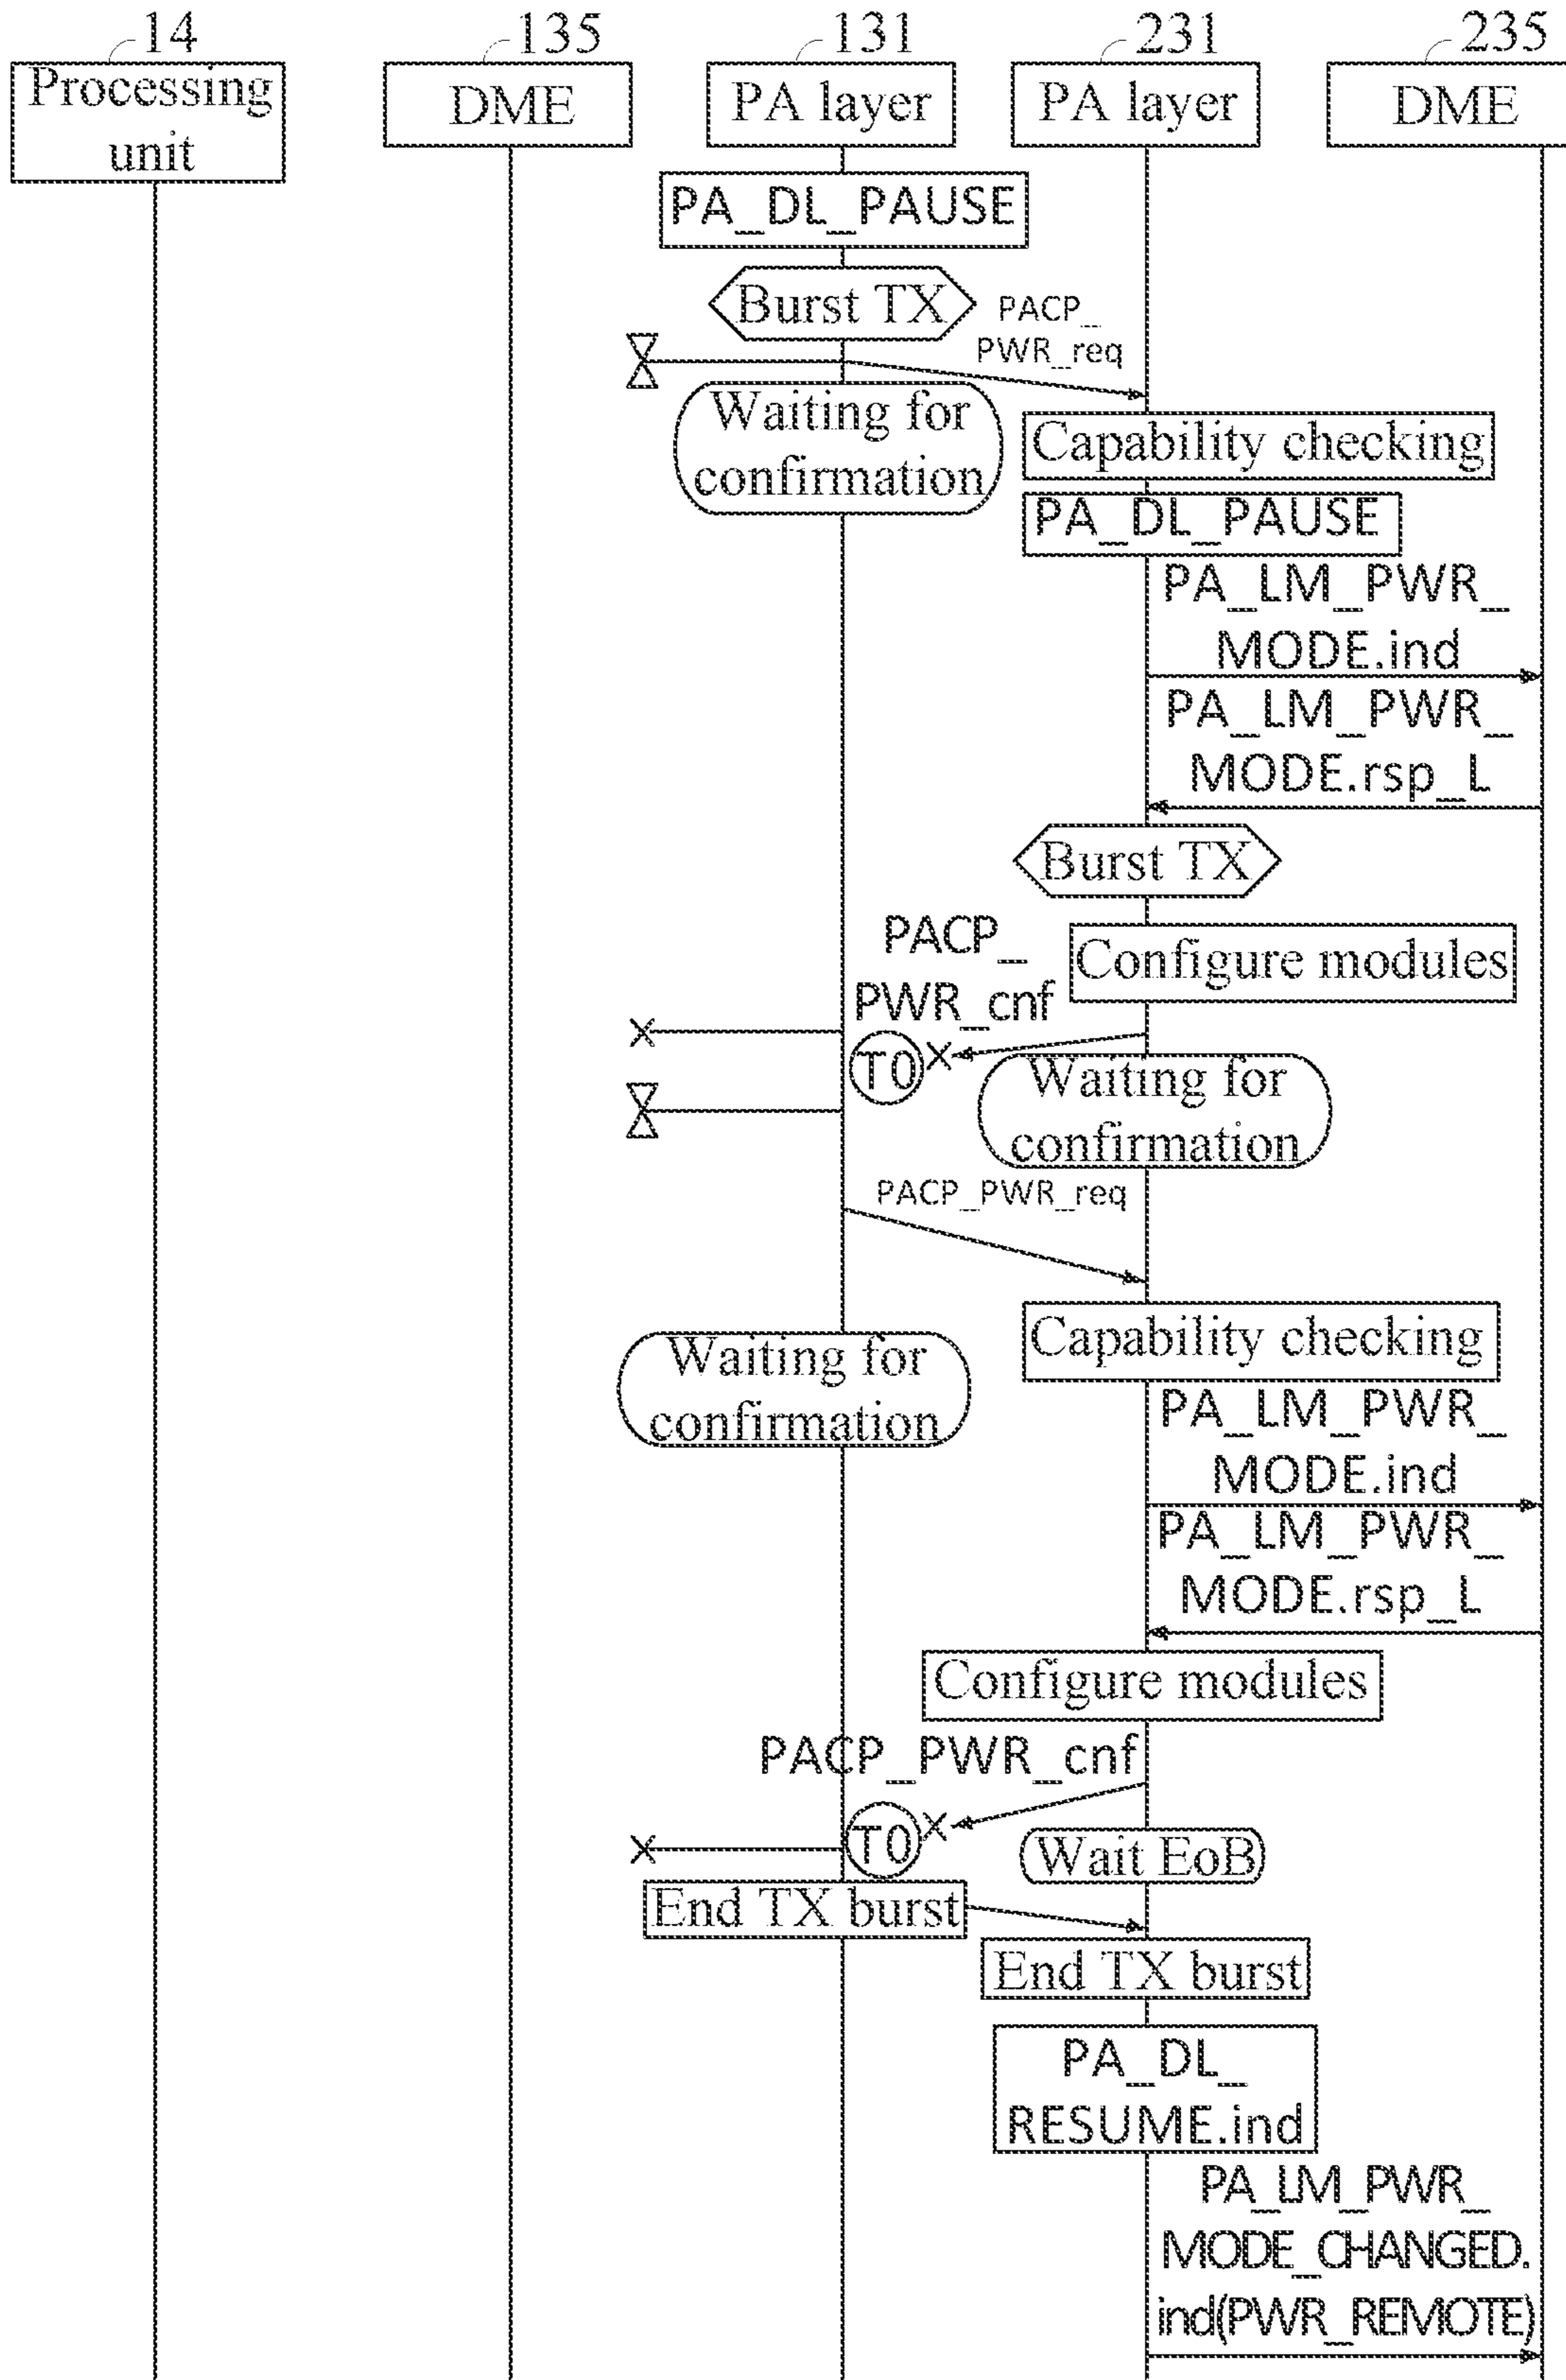 14
135
131
231
235
Processing
unit
DME
PA layer
PA layer
DME
PA_DL_PAUSE
Burst TX
PACP_
PWR_req
Waiting for
confirmation
Capability checking
PA_DL_PAUSE
PA_LM_PWR_
MODE.ind
PA_LM_PWR_
MODE.rsp_L
Burst TX
PACP_
PWR_cnf
Configure modules
T0
Waiting for
confirmation
PACP_PWR_req
Capability checking
Waiting for
confirmation
PA_LM_PWR_
MODE.ind
PA_LM_PWR_
MODE.rsp_L
Configure modules
PACP_PWR_cnf
T0
Wait EoB
End TX burst
End TX burst
PA_DL_
RESUME.ind
PA_LM_PWR_
MODE_CHANGED.
ind(PWR_REMOTE)